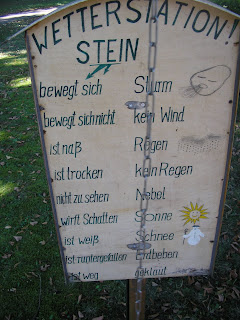 WETTERSTATION!
STEIN
bewegt sich Sturm
bewegt sich nicht kein Wind
ist naß Regen
ist trocken kein Regen
nicht zu sehen Nebel
wirft Schatten Sonne
ist weiß Schnee
ist runtergefallen Erdbeben
ist weg geklaut